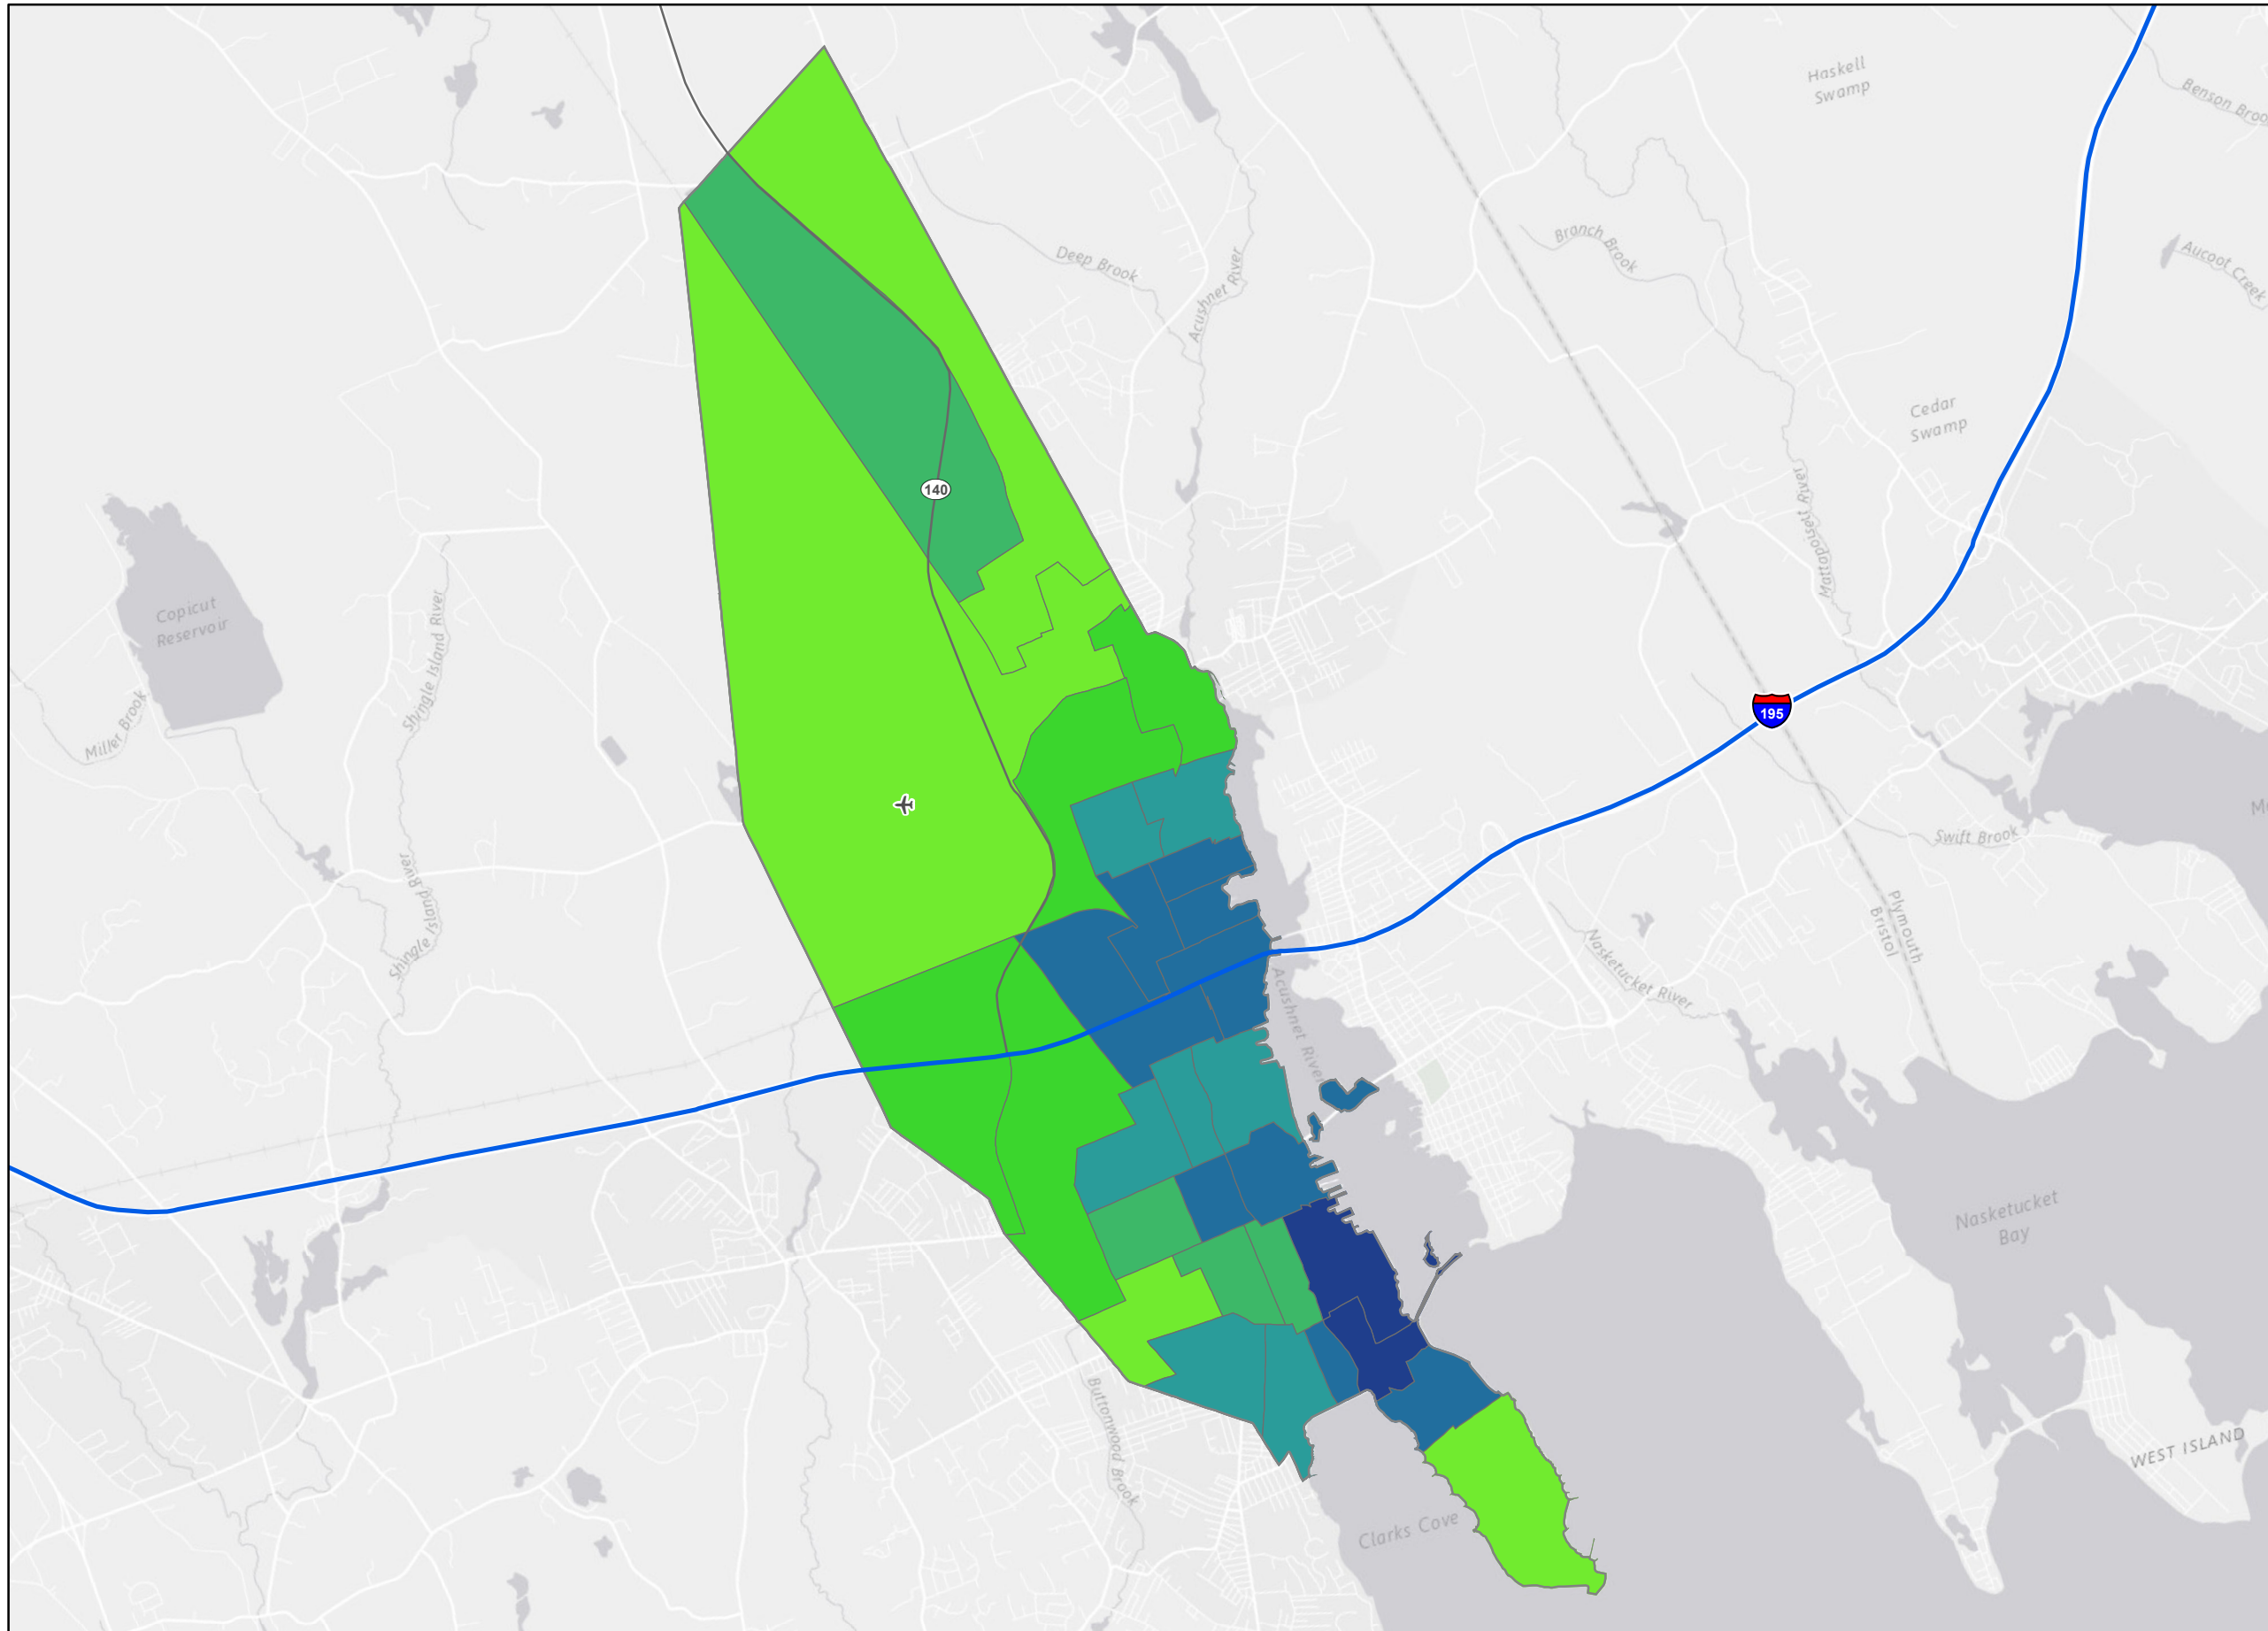 Haskell
Swamp
Benson Broo
Branch Brook
Deep Brook
Acushnet River
Aucoot Creek
Cedar
Swamp
140
Mattapoisett River
Copicut
Reservoir
Shingle Island River
Miller Brook
195
M
Swift Brook
Shingle Island River
Plymouth
Bristol
Nasketucket River
Acushnet River
Nasketucket
Bay
Buttonwood Brook
WEST ISLAND
Clarks Cove